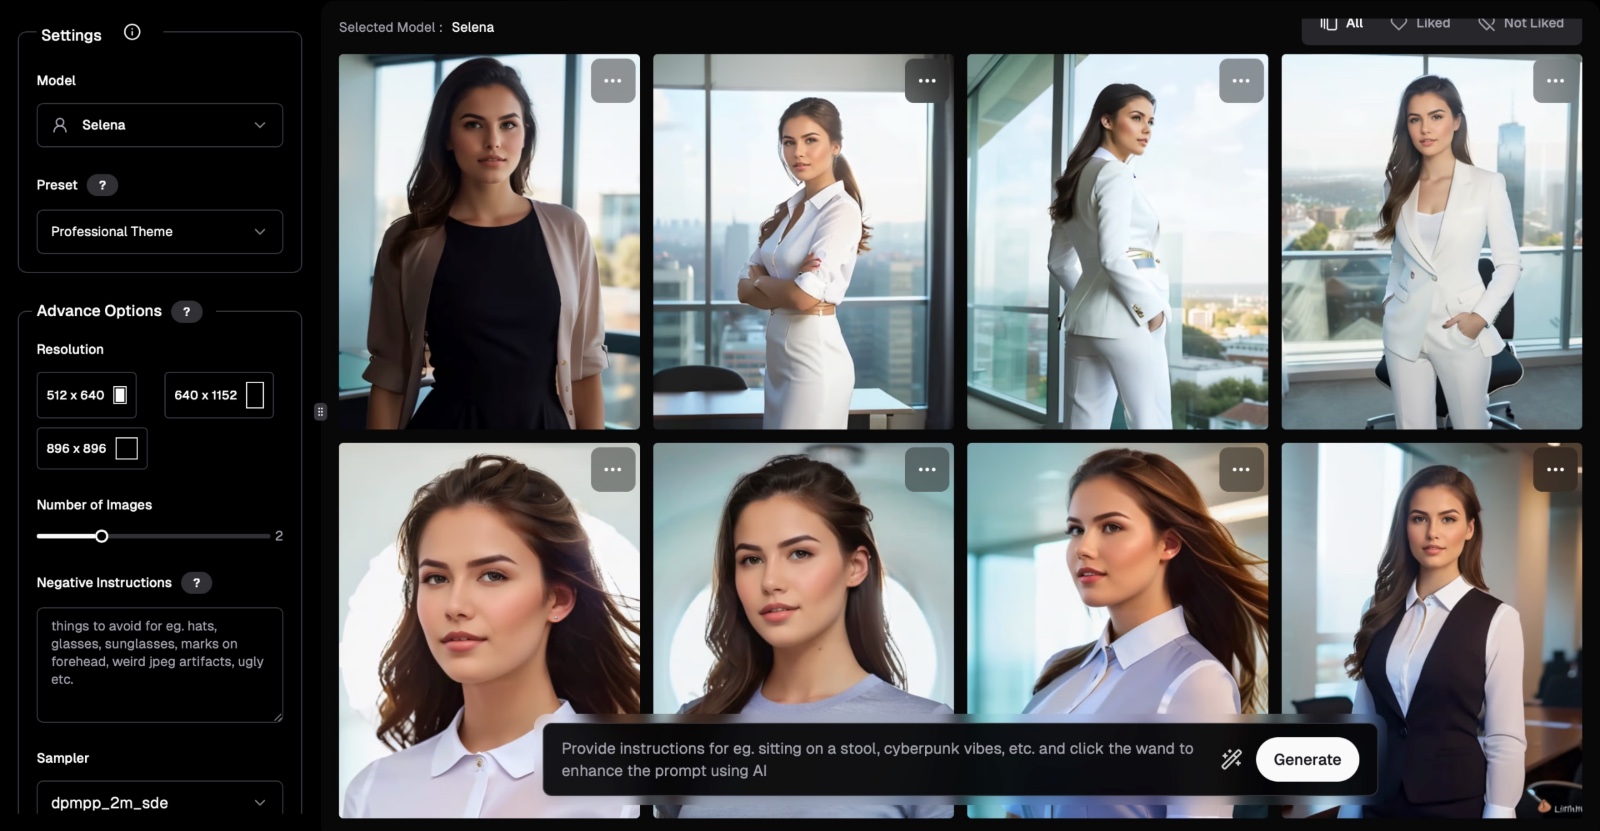 Settings
Model
Selena
Preset ?
Professional Theme
Advance Options ?
Resolution
512 x 640
640 x 1152
896 x 896
Number of Images
2
Negative Instructions ?
things to avoid for eg. hats,
glasses, sunglasses, marks on
forehead, weird jpeg artifacts, ugly
etc.
Sampler
dpmpp_2m_sde
Selected Model : Selena
All
Liked
Not Liked
Provide instructions for eg. sitting on a stool, cyberpunk vibes, etc. and click the wand to
enhance the prompt using AI
Generate